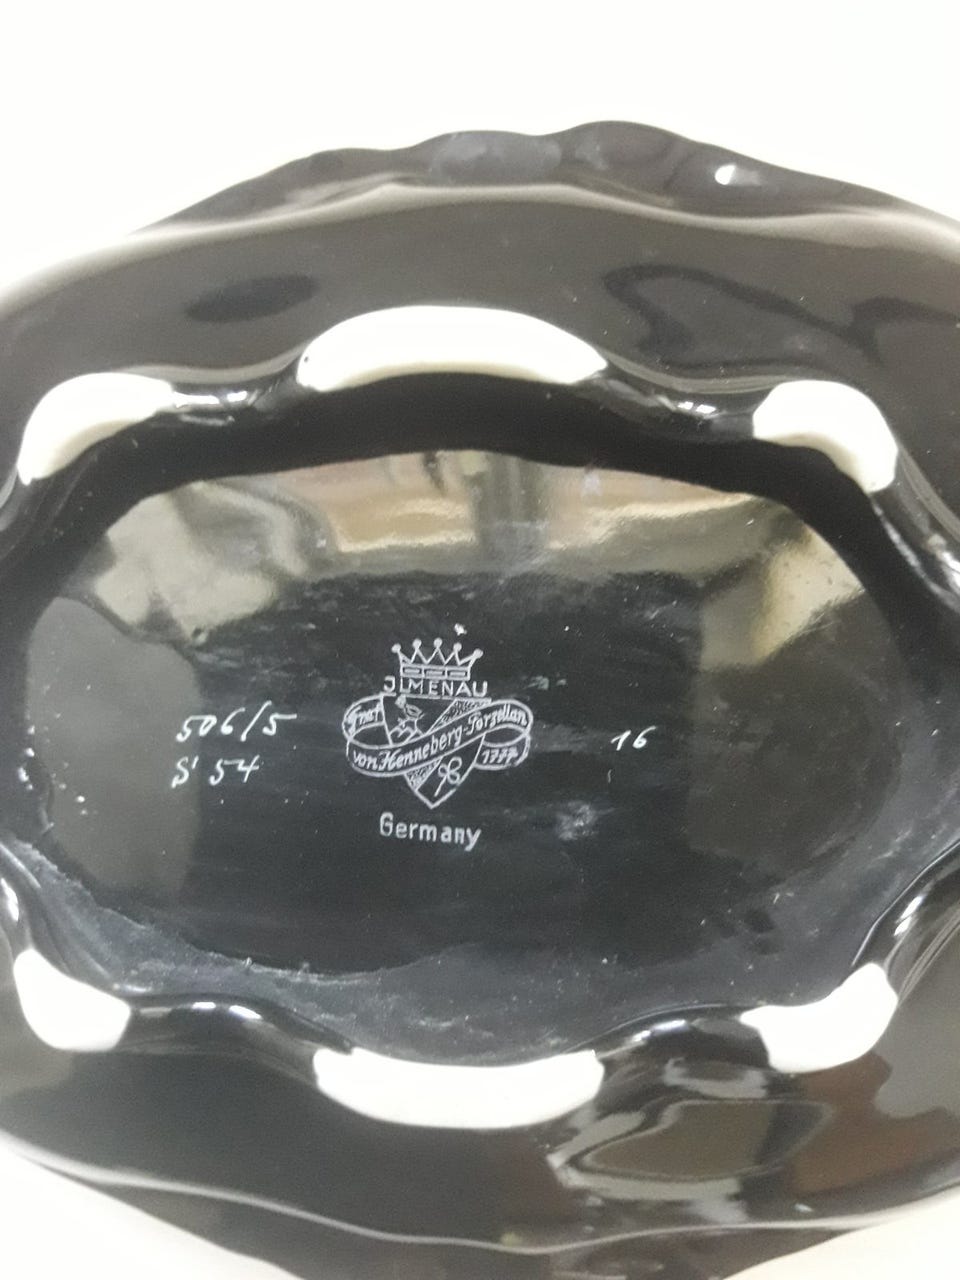 JLMENAU
Graf
von Henneberg-Porzellan
1777
506/5
S' 54
16
Germany